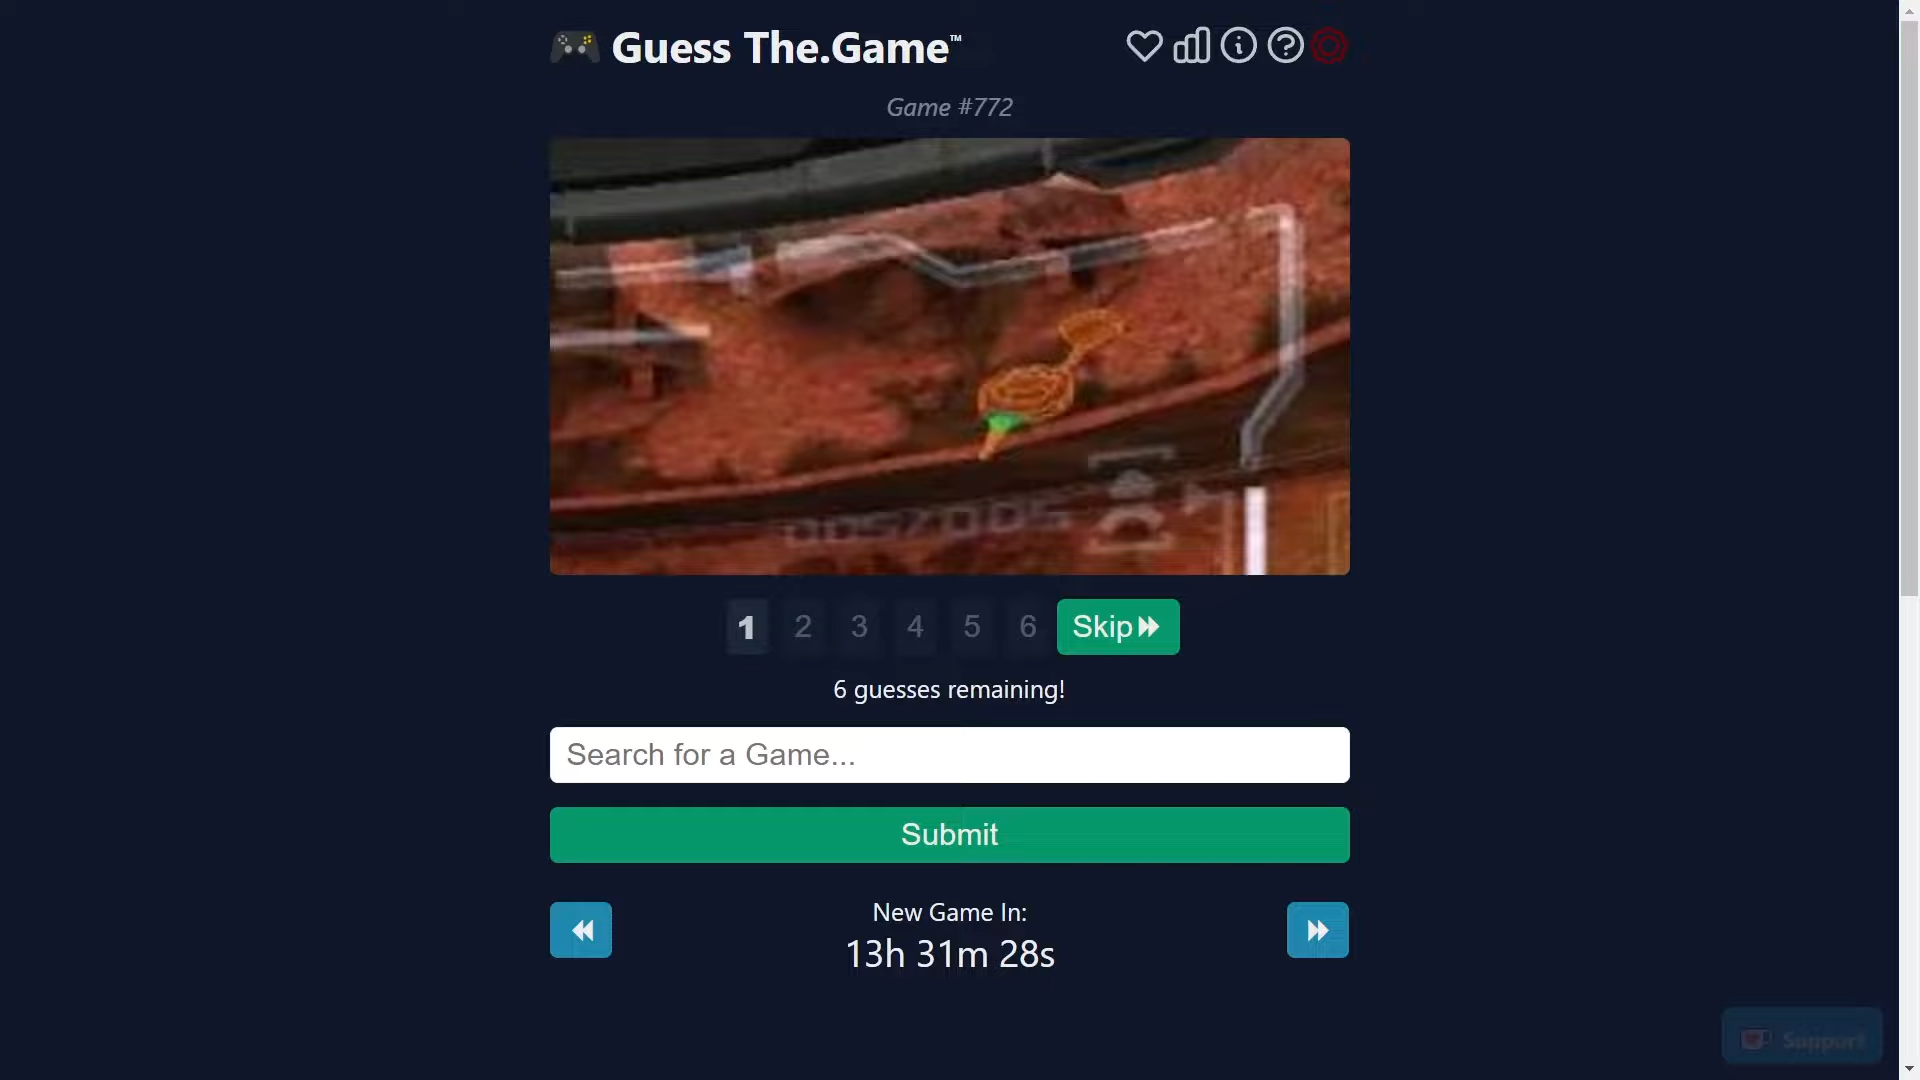 Guess The.Game™
Game #772
1 2 3 4 5 6 Skip
6 guesses remaining!
Search for a Game...
Submit
New Game In:
13h 31m 28s
Support